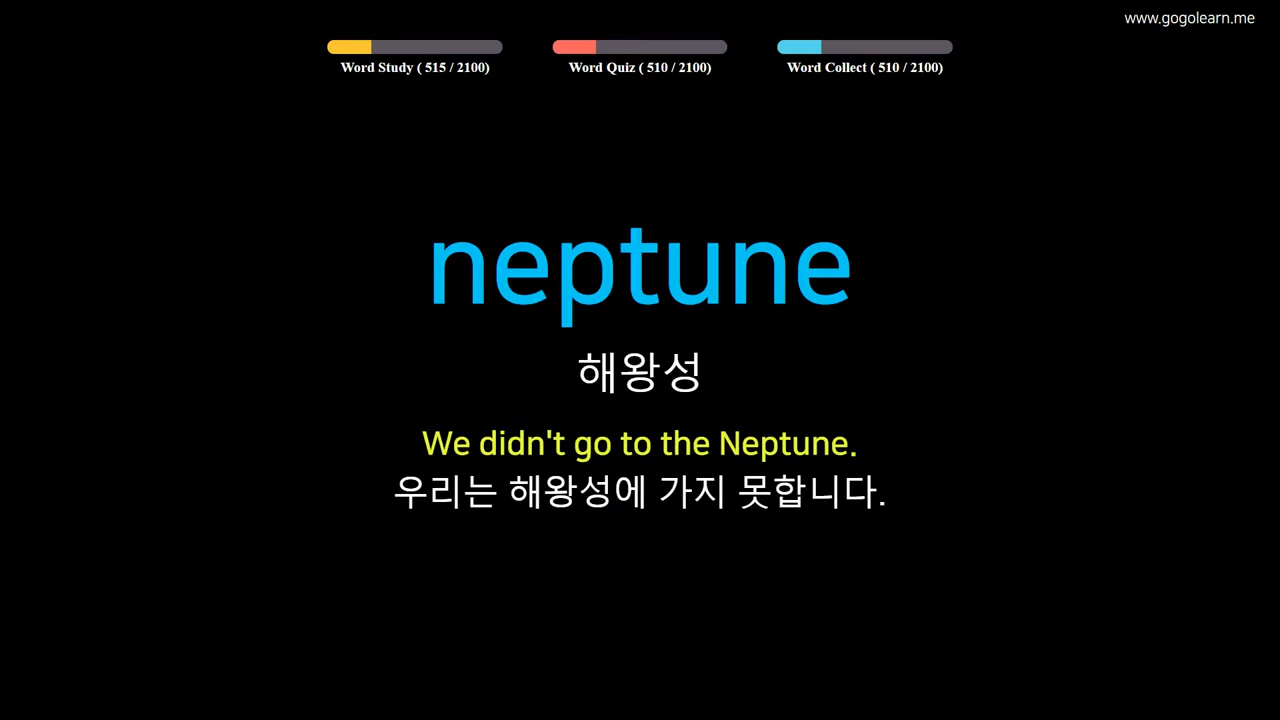 www.gogolearn.me
Word Study ( 515 / 2100)
Word Quiz ( 510 / 2100)
Word Collect ( 510 / 2100)
neptune
해왕성
We didn't go to the Neptune.
우리는 해왕성에 가지 못합니다.